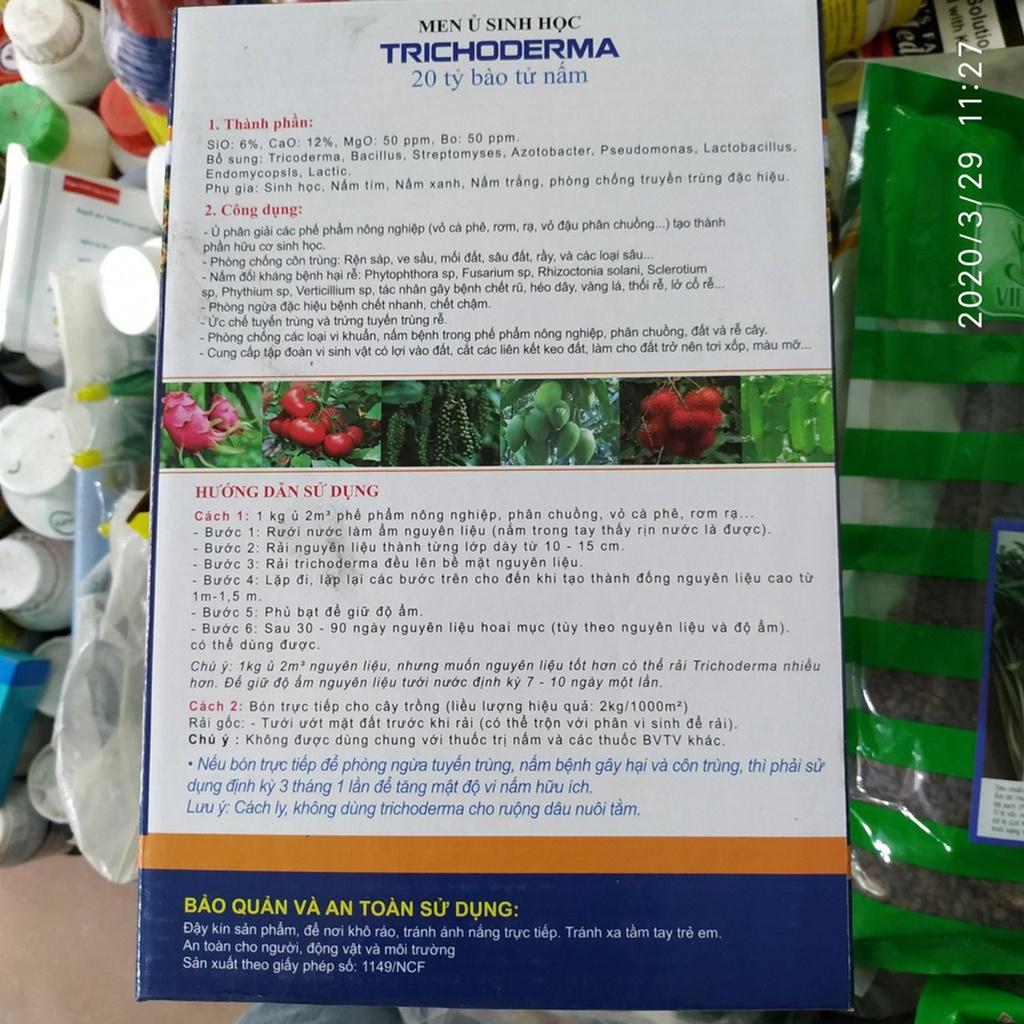 MEN Ủ SINH HỌC
TRICHODERMA
20 tỷ bào tử nấm
1. Thành phần:
SiO: 6%, CaO: 12%, MgO: 50 ppm, Bo: 50 ppm.
Bổ sung: Tricoderma, Bacillus, Streptomyses, Azotobacter, Pseudomonas, Lactobacillus,
Endomycopsls, Lactic.
Phụ gia: Sinh học, Nấm tím, Nấm xanh, Nấm trắng, phòng chống truyền trùng đặc hiệu.
2. Công dụng:
- Ủ phân giải các phế phẩm nông nghiệp (vỏ cà phê, rơm, rạ, vỏ đậu phân chuồng...) tạo thành
phần hữu cơ sinh học.
- Phòng chống côn trùng: Rện sáp, ve sầu, mối đất, sâu đất, rầy, và các loại sâu...
- Nấm đối kháng bệnh hại rễ: Phytophthora sp, Fusarium sp, Rhizoctonia solani, Sclerotium
sp, Phythium sp, Verticillium sp, tác nhân gây bệnh chết rũ, héo dây, vàng lá, thối rễ, lở cổ rễ...
- Phòng ngừa đặc hiệu bệnh chết nhanh, chết chậm.
- Ức chế tuyến trùng và trứng tuyến trùng rễ.
- Phòng chống các loại vi khuẩn, nấm bệnh trong phế phẩm nông nghiệp, phân chuồng, đất và rễ cây.
- Cung cấp tập đoàn vi sinh vật có lợi vào đất, cắt các liên kết keo đất, làm cho đất trở nên tơi xốp, màu mỡ...
HƯỚNG DẪN SỬ DỤNG
Cách 1: 1 kg ủ 2m³ phế phẩm nông nghiệp, phân chuồng, vỏ cà phê, rơm rạ...
- Bước 1: Rưới nước làm ẩm nguyên liệu (nắm trong tay thấy rịn nước là được).
- Bước 2: Rải nguyên liệu thành từng lớp dày từ 10 - 15 cm.
- Bước 3: Rải trichoderma đều lên bề mặt nguyên liệu.
- Bước 4: Lặp đi, lặp lại các bước trên cho đến khi tạo thành đống nguyên liệu cao từ
1m-1,5 m.
- Bước 5: Phủ bạt để giữ độ ẩm.
- Bước 6: Sau 30 - 90 ngày nguyên liệu hoai mục (tùy theo nguyên liệu và độ ẩm).
có thể dùng được.
Chú ý: 1kg ủ 2m³ nguyên liệu, nhưng muốn nguyên liệu tốt hơn có thể rải Trichoderma nhiều
hơn. Để giữ độ ẩm nguyên liệu tưới nước định kỳ 7 - 10 ngày một lần.
Cách 2: Bón trực tiếp cho cây trồng (liều lượng hiệu quả: 2kg/1000m²)
Rải gốc: - Tưới ướt mặt đất trước khi rải (có thể trộn với phân vi sinh để rải).
Chú ý : Không được dùng chung với thuốc trị nấm và các thuốc BVTV khác.
• Nếu bón trực tiếp để phòng ngừa tuyến trùng, nấm bệnh gây hại và côn trùng, thì phải sử
dụng định kỳ 3 tháng 1 lần để tăng mật độ vi nấm hữu ích.
Lưu ý: Cách ly, không dùng trichoderma cho ruộng dâu nuôi tằm.
BẢO QUẢN VÀ AN TOÀN SỬ DỤNG:
Đậy kín sản phẩm, để nơi khô ráo, tránh ánh nắng trực tiếp. Tránh xa tầm tay trẻ em.
An toàn cho người, động vật và môi trường
Sản xuất theo giấy phép số: 1149/NCF
2020/3/29 11:27